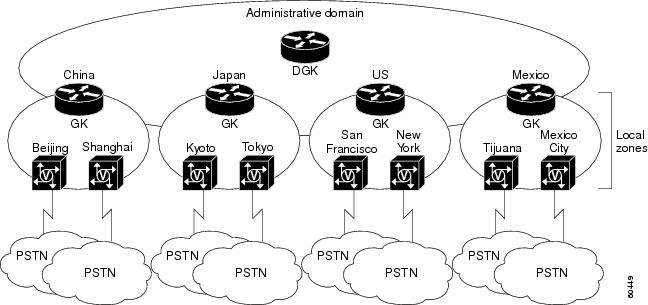 Administrative domain
DGK
China
Japan
US
Mexico
GK
GK
GK
GK
Beijing
Shanghai
Kyoto
Tokyo
San
Francisco
New
York
Tijuana
Mexico
City
Local
zones
PSTN
PSTN
PSTN
PSTN
PSTN
PSTN
PSTN
PSTN
60449